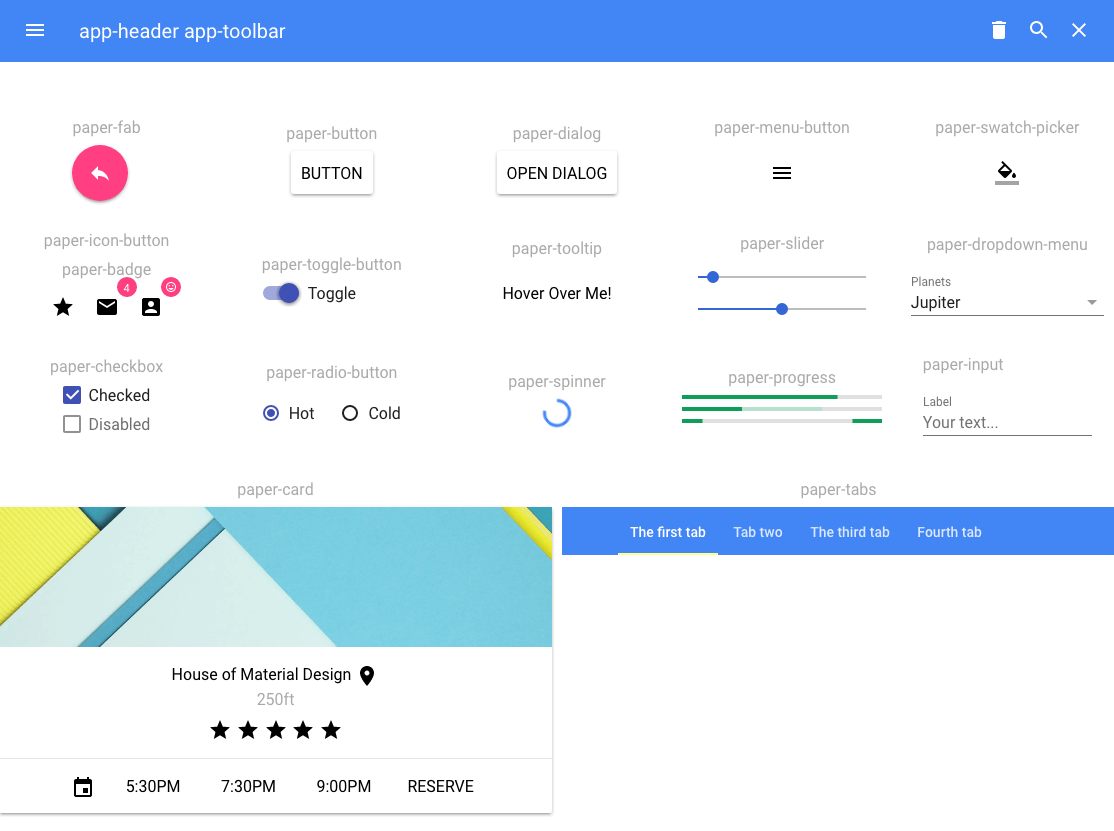 app-header app-toolbar
paper-fab
paper-button
paper-dialog
paper-menu-button
paper-swatch-picker
BUTTON
OPEN DIALOG
paper-icon-button
paper-badge
4
paper-toggle-button
Toggle
paper-tooltip
Hover Over Me!
paper-slider
paper-dropdown-menu
Planets
Jupiter
paper-checkbox
Checked
Disabled
paper-radio-button
Hot
Cold
paper-spinner
paper-progress
paper-input
Label
Your text...
paper-card
House of Material Design
250ft
5:30PM 7:30PM 9:00PM RESERVE
paper-tabs
The first tab Tab two The third tab Fourth tab